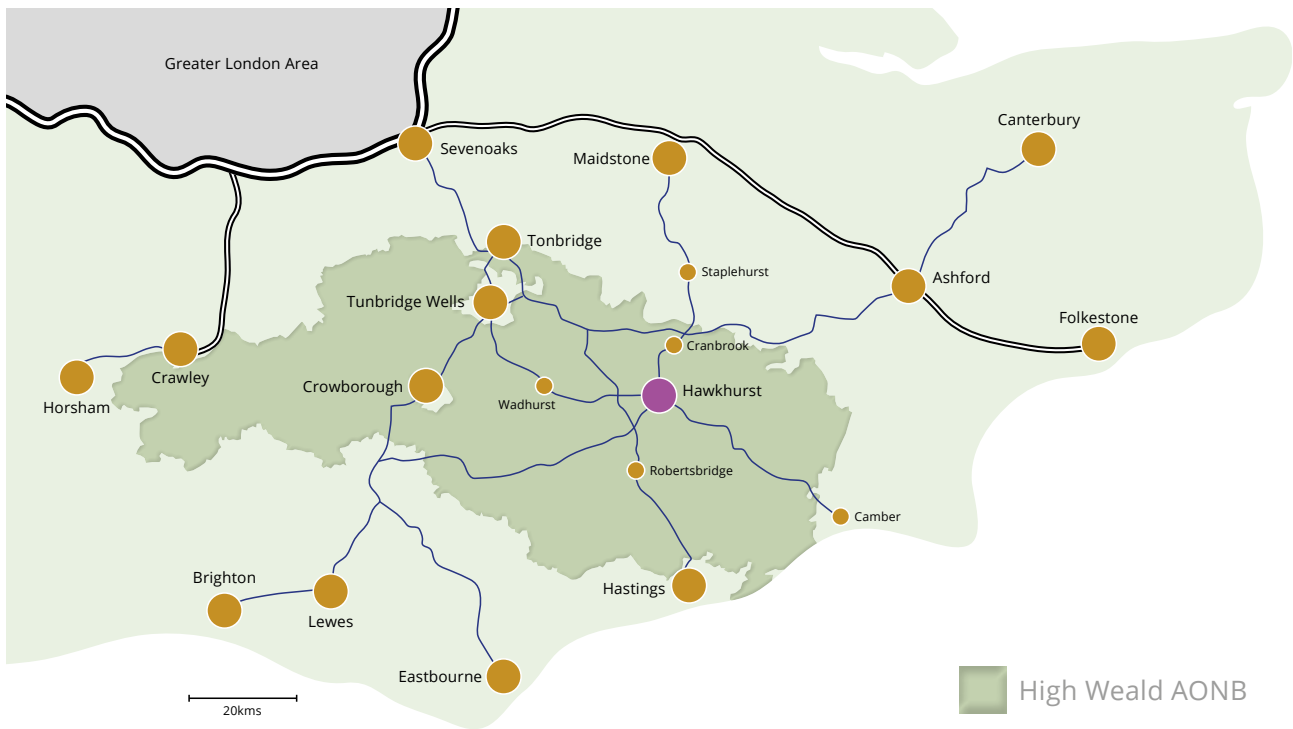 Greater London Area
Canterbury
Sevenoaks
Maidstone
Tonbridge
Staplehurst
Ashford
Tunbridge Wells
Folkestone
Cranbrook
Crawley
Crowborough
Hawkhurst
Horsham
Wadhurst
Robertsbridge
Camber
Brighton
Hastings
Lewes
Eastbourne
High Weald AONB
20kms